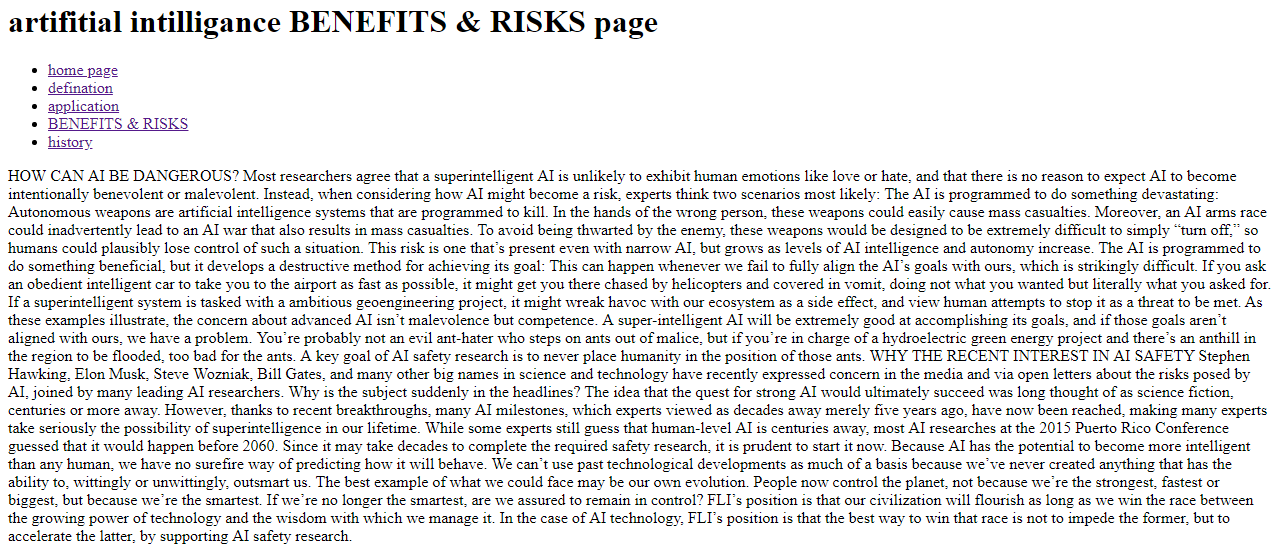 artifitial intilligance BENEFITS & RISKS page
home page
defination
application
BENEFITS & RISKS
history
HOW CAN AI BE DANGEROUS? Most researchers agree that a superintelligent AI is unlikely to exhibit human emotions like love or hate, and that there is no reason to expect AI to become
intentionally benevolent or malevolent. Instead, when considering how AI might become a risk, experts think two scenarios most likely: The AI is programmed to do something devastating:
Autonomous weapons are artificial intelligence systems that are programmed to kill. In the hands of the wrong person, these weapons could easily cause mass casualties. Moreover, an AI arms race
could inadvertently lead to an AI war that also results in mass casualties. To avoid being thwarted by the enemy, these weapons would be designed to be extremely difficult to simply “turn off,” so
humans could plausibly lose control of such a situation. This risk is one that’s present even with narrow AI, but grows as levels of AI intelligence and autonomy increase. The AI is programmed to
do something beneficial, but it develops a destructive method for achieving its goal: This can happen whenever we fail to fully align the AI’s goals with ours, which is strikingly difficult. If you ask
an obedient intelligent car to take you to the airport as fast as possible, it might get you there chased by helicopters and covered in vomit, doing not what you wanted but literally what you asked for.
If a superintelligent system is tasked with a ambitious geoengineering project, it might wreak havoc with our ecosystem as a side effect, and view human attempts to stop it as a threat to be met. As
these examples illustrate, the concern about advanced AI isn’t malevolence but competence. A super-intelligent AI will be extremely good at accomplishing its goals, and if those goals aren’t
aligned with ours, we have a problem. You’re probably not an evil ant-hater who steps on ants out of malice, but if you’re in charge of a hydroelectric green energy project and there’s an anthill in
the region to be flooded, too bad for the ants. A key goal of AI safety research is to never place humanity in the position of those ants. WHY THE RECENT INTEREST IN AI SAFETY Stephen
Hawking, Elon Musk, Steve Wozniak, Bill Gates, and many other big names in science and technology have recently expressed concern in the media and via open letters about the risks posed by
AI, joined by many leading AI researchers. Why is the subject suddenly in the headlines? The idea that the quest for strong AI would ultimately succeed was long thought of as science fiction,
centuries or more away. However, thanks to recent breakthroughs, many AI milestones, which experts viewed as decades away merely five years ago, have now been reached, making many experts
take seriously the possibility of superintelligence in our lifetime. While some experts still guess that human-level AI is centuries away, most AI researches at the 2015 Puerto Rico Conference
guessed that it would happen before 2060. Since it may take decades to complete the required safety research, it is prudent to start it now. Because AI has the potential to become more intelligent
than any human, we have no surefire way of predicting how it will behave. We can’t use past technological developments as much of a basis because we’ve never created anything that has the
ability to, wittingly or unwittingly, outsmart us. The best example of what we could face may be our own evolution. People now control the planet, not because we’re the strongest, fastest or
biggest, but because we’re the smartest. If we’re no longer the smartest, are we assured to remain in control? FLI’s position is that our civilization will flourish as long as we win the race between
the growing power of technology and the wisdom with which we manage it. In the case of AI technology, FLI’s position is that the best way to win that race is not to impede the former, but to
accelerate the latter, by supporting AI safety research.